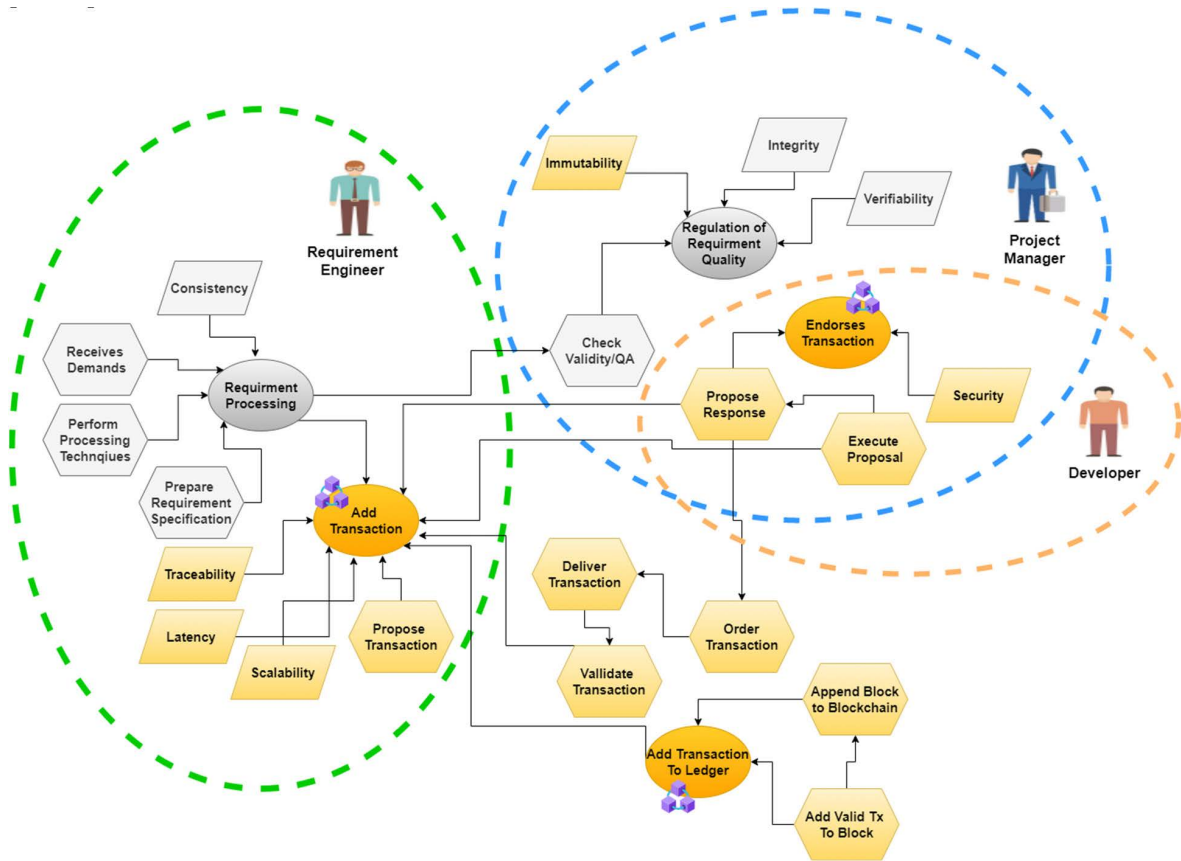 Immutability
Integrity
Verifiability
Regulation of
Requirment
Quality
Project
Manager
Requirement
Engineer
Consistency
Receives
Demands
Requirment
Processing
Perform
Processing
Technqiues
Prepare
Requirement
Specification
Check
Validity/QA
Endorses
Transaction
Propose
Response
Security
Execute
Proposal
Developer
Add
Transaction
Traceability
Latency
Scalability
Propose
Transaction
Deliver
Transaction
Order
Transaction
Vallidate
Transaction
Append Block
to Blockchain
Add Transaction
To Ledger
Add Valid Tx
To Block